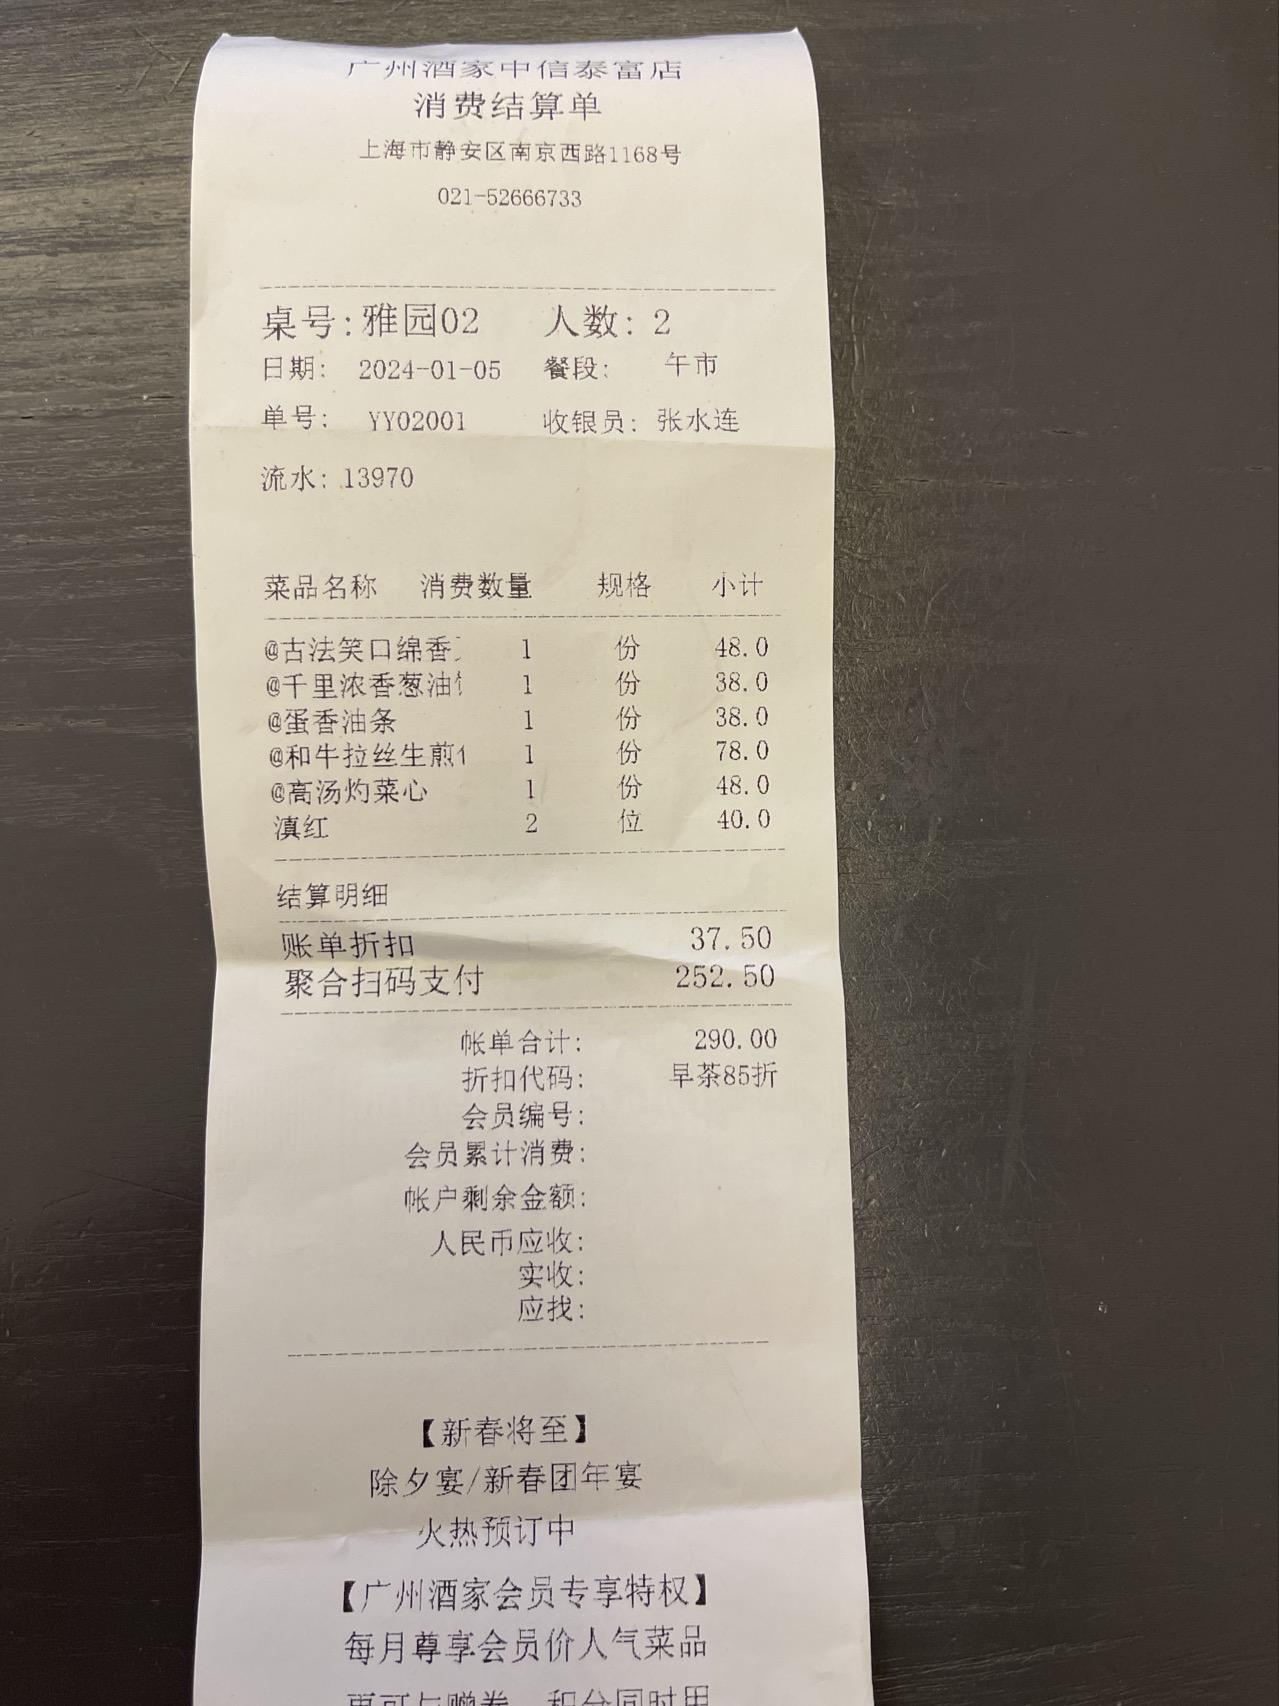 广州酒家中信泰富店
消费结算单
上海市静安区南京西路1168号
021-52666733
桌号:雅园02 人数: 2
日期: 2024-01-05 餐段: 午市
单号: YY02001 收银员: 张水连
流水: 13970
菜品名称 消费数量 规格 小计
@古法笑口绵香 1 份 48.0
@千里浓香葱油 1 份 38.0
@蛋香油条 1 份 38.0
@和牛拉丝生煎 1 份 78.0
@高汤灼菜心 1 份 48.0
滇红 2 位 40.0
结算明细
账单折扣 37.50
聚合扫码支付 252.50
帐单合计: 290.00
折扣代码: 早茶85折
会员编号:
会员累计消费:
帐户剩余金额:
人民币应收:
实收:
应找:
【新春将至】
除夕宴/新春团年宴
火热预订中
【广州酒家会员专享特权】
每月尊享会员价人气菜品
更可与赠券、积分同时用